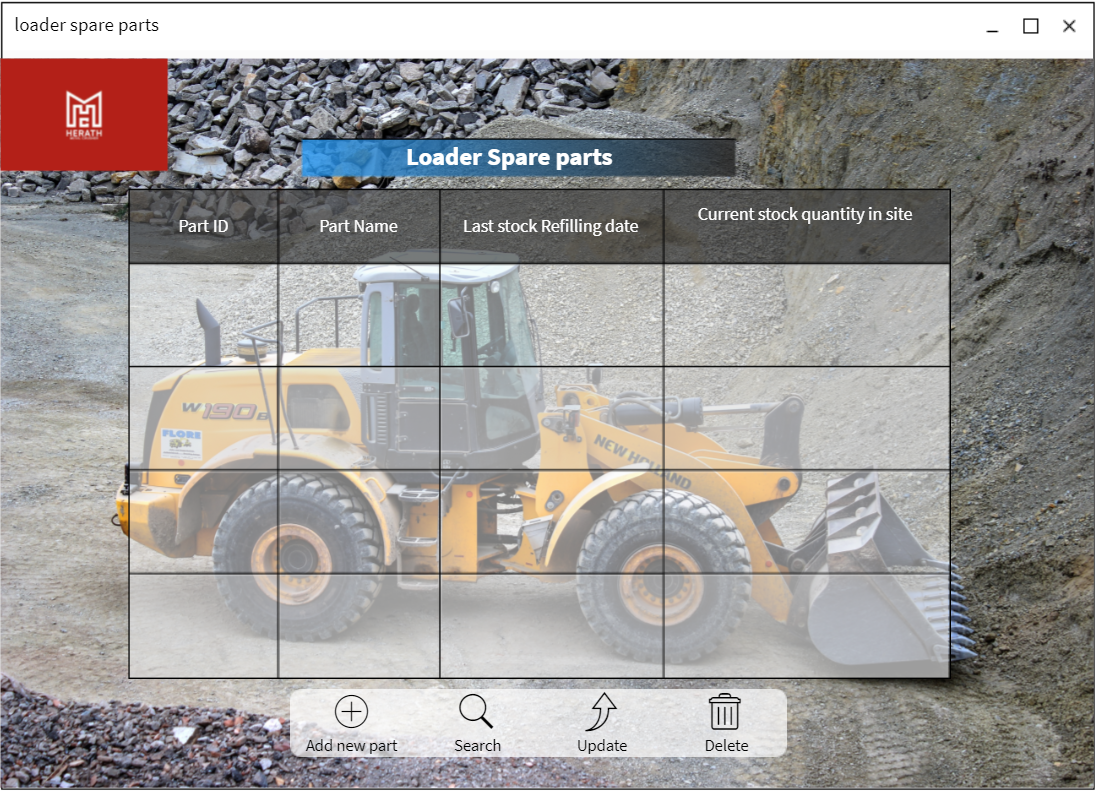 loader spare parts
HERATH
Loader Spare parts
Part ID
Part Name
Last stock Refilling date
Current stock quantity in site
W190B
FLORE
NEW HOLLAND
Add new part
Search
Update
Delete